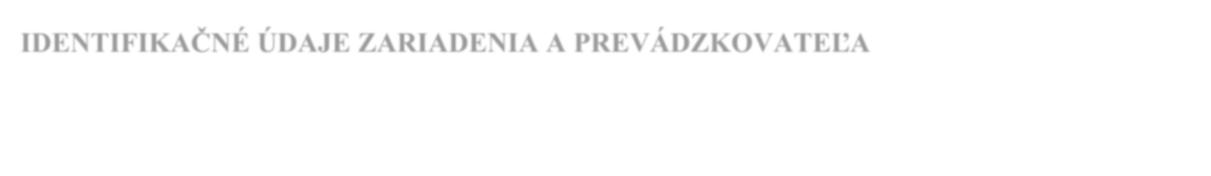 IDENTIFIKAČNÉ ÚDAJE ZARIADENIA A PREVÁDZKOVATEĽA